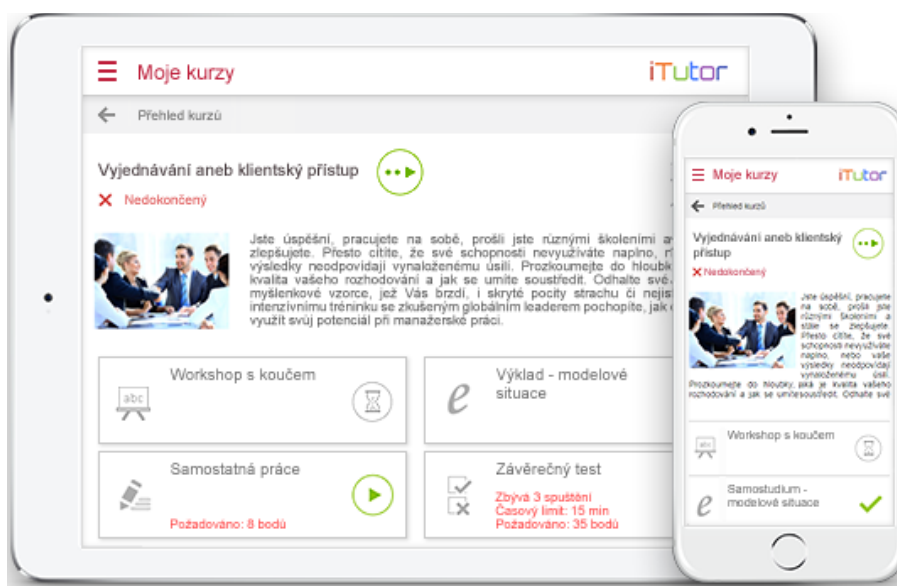 Moje kurzy
iTutor
Přehled kurzů
Vyjednávání aneb klientský přístup
Nedokončený
Jste úspěšní, pracujete na sobě, prošli jste různými školeními a
zlepšujete. Přesto cítíte, že své schopnosti nevyužíváte naplno,
výsledky neodpovídají vynaloženému úsilí. Prozkoumejte do
kvalita vašeho rozhodování a jak se umíte soustředit. Odhalte své
myšlenkové vzorce, jež Vás brzdí, i skryté pocity strachu či
intenzivnímu tréninku se zkušeným globálním leaderem pochopíte, jak
využít svůj potenciál při manažerské práci.
Workshop s koučem
abc
Výklad - modelové
situace
e
Samostatná práce
Požadováno: 8 bodů
Závěrečný test
Zbývá 3 spuštění
Časový limit: 15 min
Požadováno: 35 bodů
Moje kurzy
iTutor
Přehled kurzů
Vyjednávání aneb klientský
přístup
Nedokončený
Jste úspěšní, pracujete
na sobě, prošli jste
různými školeními a
stále se zlepšujete.
Přesto cítíte, že své
schopnosti nevyužíváte
naplno, nebo vaše
výsledky neodpovídají
vynaloženému úsilí.
Prozkoumejte do hloubky, jaká je kvalita vašeho
rozhodování a jak se umíte soustředit. Odhalte své
abc
Workshop s koučem
e
Samostudium -
modelové situace